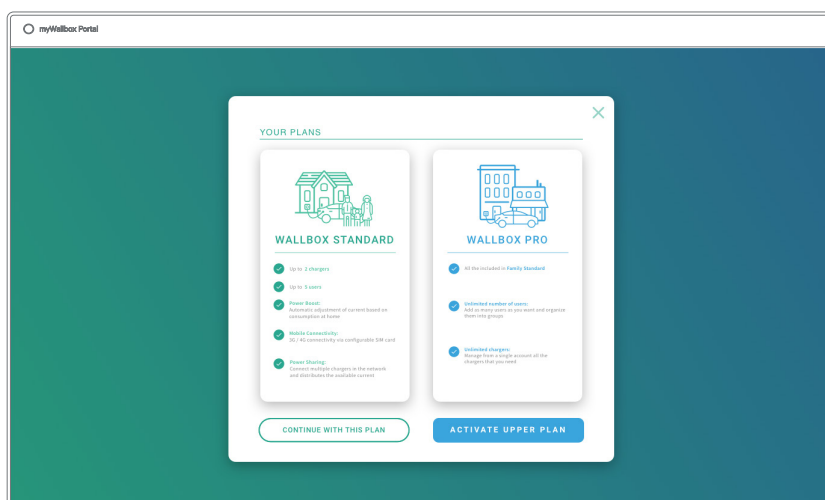 myWallbox Portal
YOUR PLANS
WALLBOX STANDARD
Up to 2 chargers
Up to 3 users
Power Boost:
Automatic adjustment of current based on
consumption at home
Mobile Connectivity:
3G / 4G connectivity via configurable SIM card
Power Sharing:
Connect multiple chargers in the network
and distributes the available current
CONTINUE WITH THIS PLAN
WALLBOX PRO
All the included in Family Standard
Unlimited number of users:
Add as many users as you want and organize
them into groups
Unlimited chargers:
Manage from a single account all the
chargers that you need
ACTIVATE UPPER PLAN